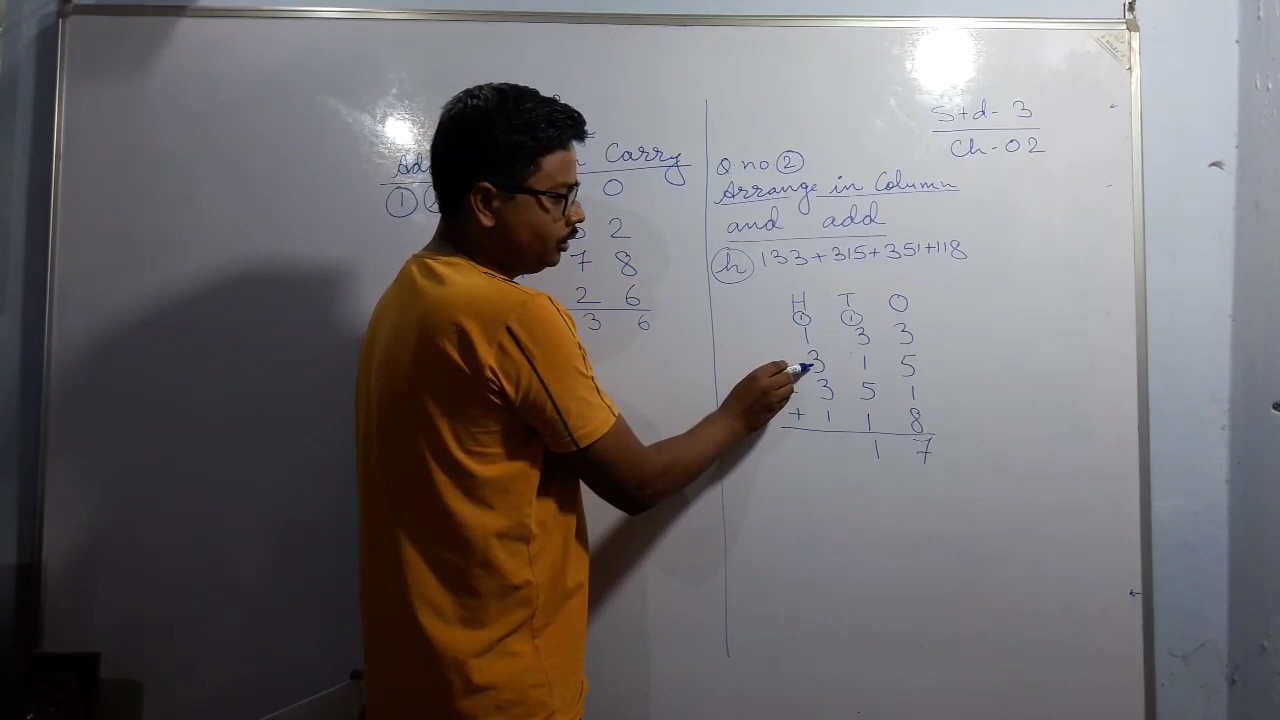 Carry
① 0
2
7 8
2 6
3 6
Std- 3
Ch-02
Q.no.②
Arrange in Column
and add
(h) 133+315+351+118
H T O
① ①
1 3 3
3 1 5
3 5 1
+ 1 1 8
1 7